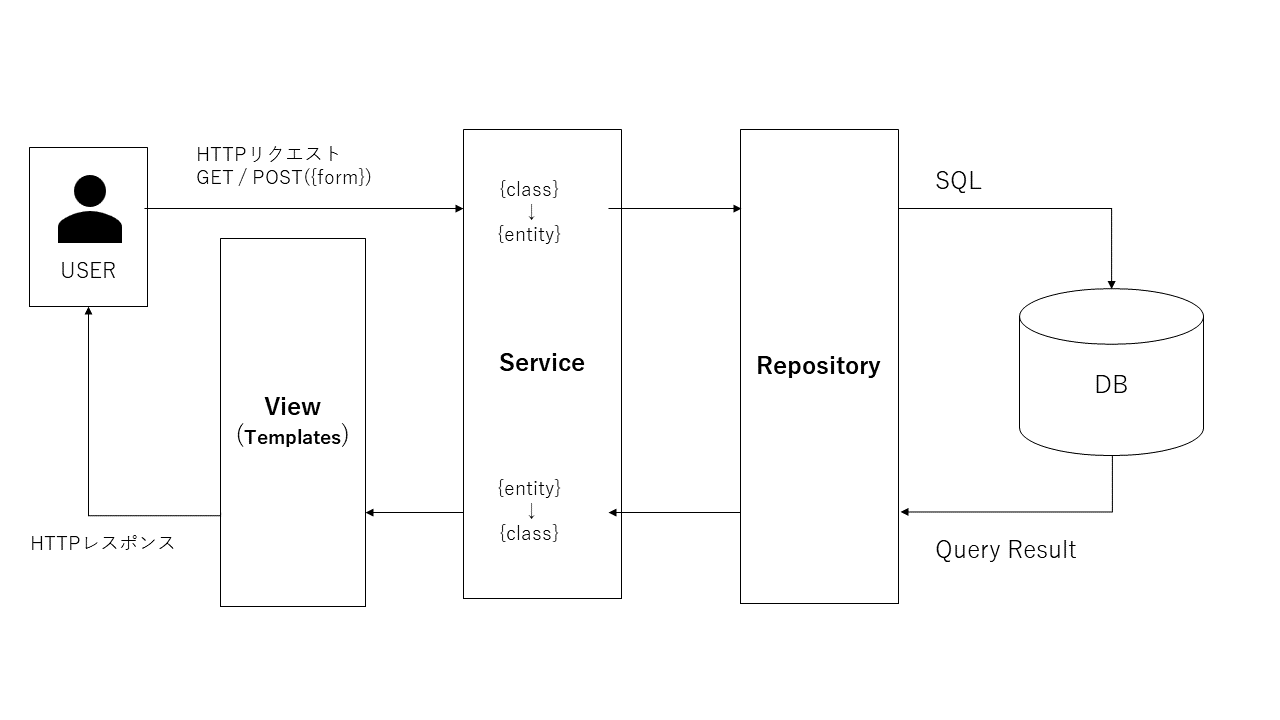 HTTPリクエスト
GET / POST({form})
USER
{class}
↓
{entity}
SQL
Service
Repository
DB
View
(Templates)
{entity}
↓
{class}
HTTPレスポンス
Query Result